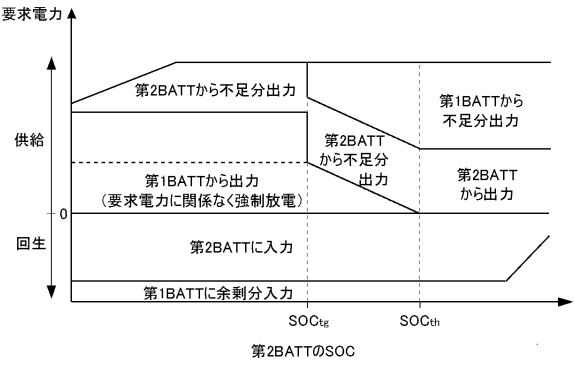 要求電力
供給
0
回生
第2BATTから不足分出力
第1BATTから出力
(要求電力に関係なく強制放電)
第2BATT
から不足分
出力
第1BATTから
不足分出力
第2BATT
から出力
第2BATTに入力
第1BATTに余剰分入力
SOCtg
SOCth
第2BATTのSOC